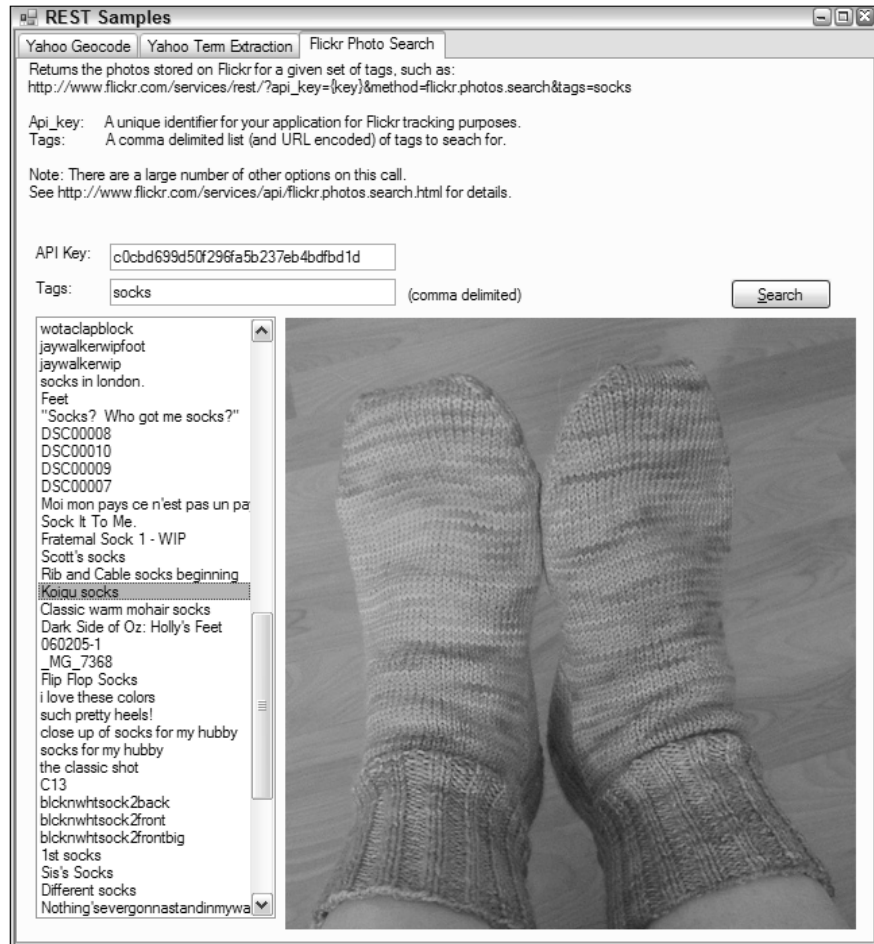 REST Samples
Yahoo Geocode Yahoo Term Extraction Flickr Photo Search
Returns the photos stored on Flickr for a given set of tags, such as:
http://www.flickr.com/services/rest/?api_key={key}&method=flickr.photos.search&tags=socks
Api_key: A unique identifier for your application for Flickr tracking purposes.
Tags: A comma delimited list (and URL encoded) of tags to seach for.
Note: There are a large number of other options on this call.
See http://www.flickr.com/services/api/flickr.photos.search.html for details.
API Key: c0cbd699d50f296fa5b237eb4bdfbd1d
Tags: socks (comma delimited) Search
wotaclapblock
jaywalkerwipfoot
jaywalkerwip
socks in london.
Feet
"Socks? Who got me socks?"
DSC00008
DSC00010
DSC00009
DSC00007
Moi mon pays ce n'est pas un pa
Sock It To Me.
Fraternal Sock 1 - WIP
Scott's socks
Rib and Cable socks beginning
Koigu socks
Classic warm mohair socks
Dark Side of Oz: Holly's Feet
060205-1
_MG_7368
Flip Flop Socks
i love these colors
such pretty heels!
close up of socks for my hubby
socks for my hubby
the classic shot
C13
blcknwhtsock2back
blcknwhtsock2front
blcknwhtsock2frontbig
1st socks
Sis's Socks
Different socks
Nothing'severgonnastandinmywa